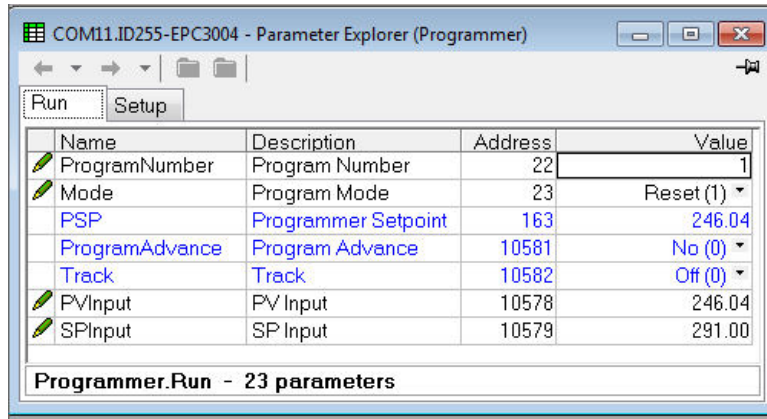 COM11.ID255-EPC3004 - Parameter Explorer (Programmer)
Run Setup
Name Description Address Value
ProgramNumber Program Number 22 1
Mode Program Mode 23 Reset (1)
PSP Programmer Setpoint 163 246.04
ProgramAdvance Program Advance 10581 No (0)
Track Track 10582 Off (0)
PVInput PV Input 10578 246.04
SPInput SP Input 10579 291.00
Programmer.Run - 23 parameters